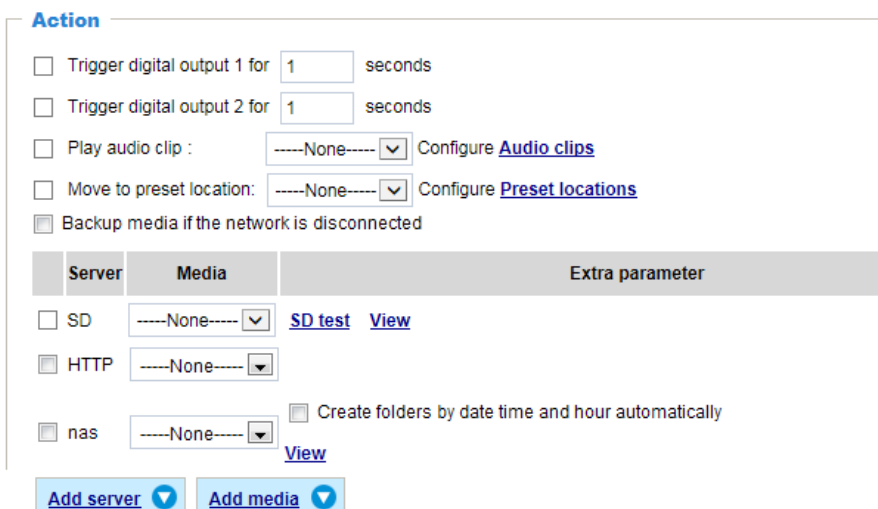 Action
Trigger digital output 1 for 1 seconds
Trigger digital output 2 for 1 seconds
Play audio clip : -----None----- Configure Audio clips
Move to preset location: -----None----- Configure Preset locations
Backup media if the network is disconnected
Server Media Extra parameter
SD -----None----- SD test View
HTTP -----None-----
Create folders by date time and hour automatically
nas -----None-----
View
Add server Add media